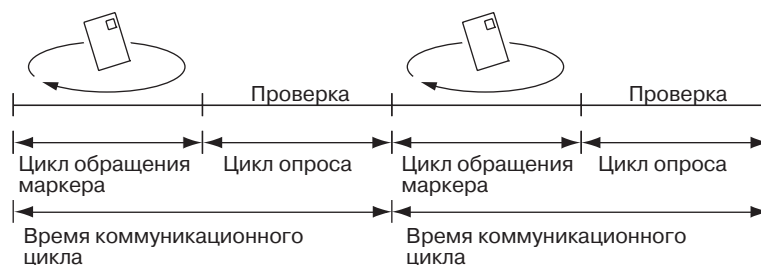 Проверка Проверка
Цикл обращения маркера Цикл опроса Цикл обращения маркера Цикл опроса
Время коммуникационного цикла Время коммуникационного цикла